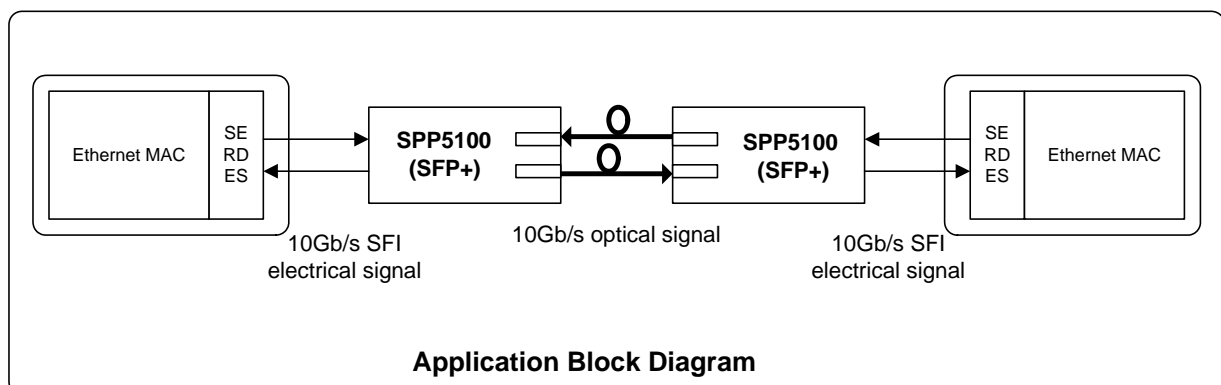 Ethernet MAC
SE
RD
ES
SPP5100
(SFP+)
SPP5100
(SFP+)
SE
RD
ES
Ethernet MAC
10Gb/s SFI
electrical signal
10Gb/s optical signal
10Gb/s SFI
electrical signal
Application Block Diagram